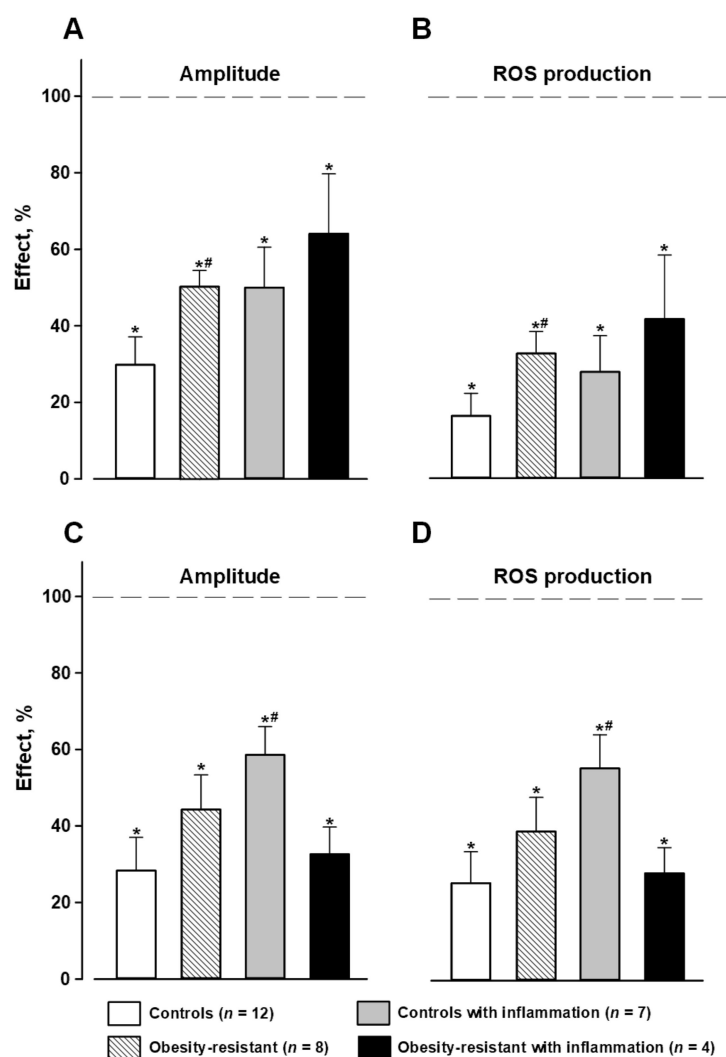 A
B
Amplitude
ROS production
100
80
60
40
20
0
Effect, %
*
*#
*
*
*
*#
*
*
C
D
Amplitude
ROS production
100
80
60
40
20
0
Effect, %
*
*
*#
*
*
*
*#
*
Controls (n = 12)
Controls with inflammation (n = 7)
Obesity-resistant (n = 8)
Obesity-resistant with inflammation (n = 4)